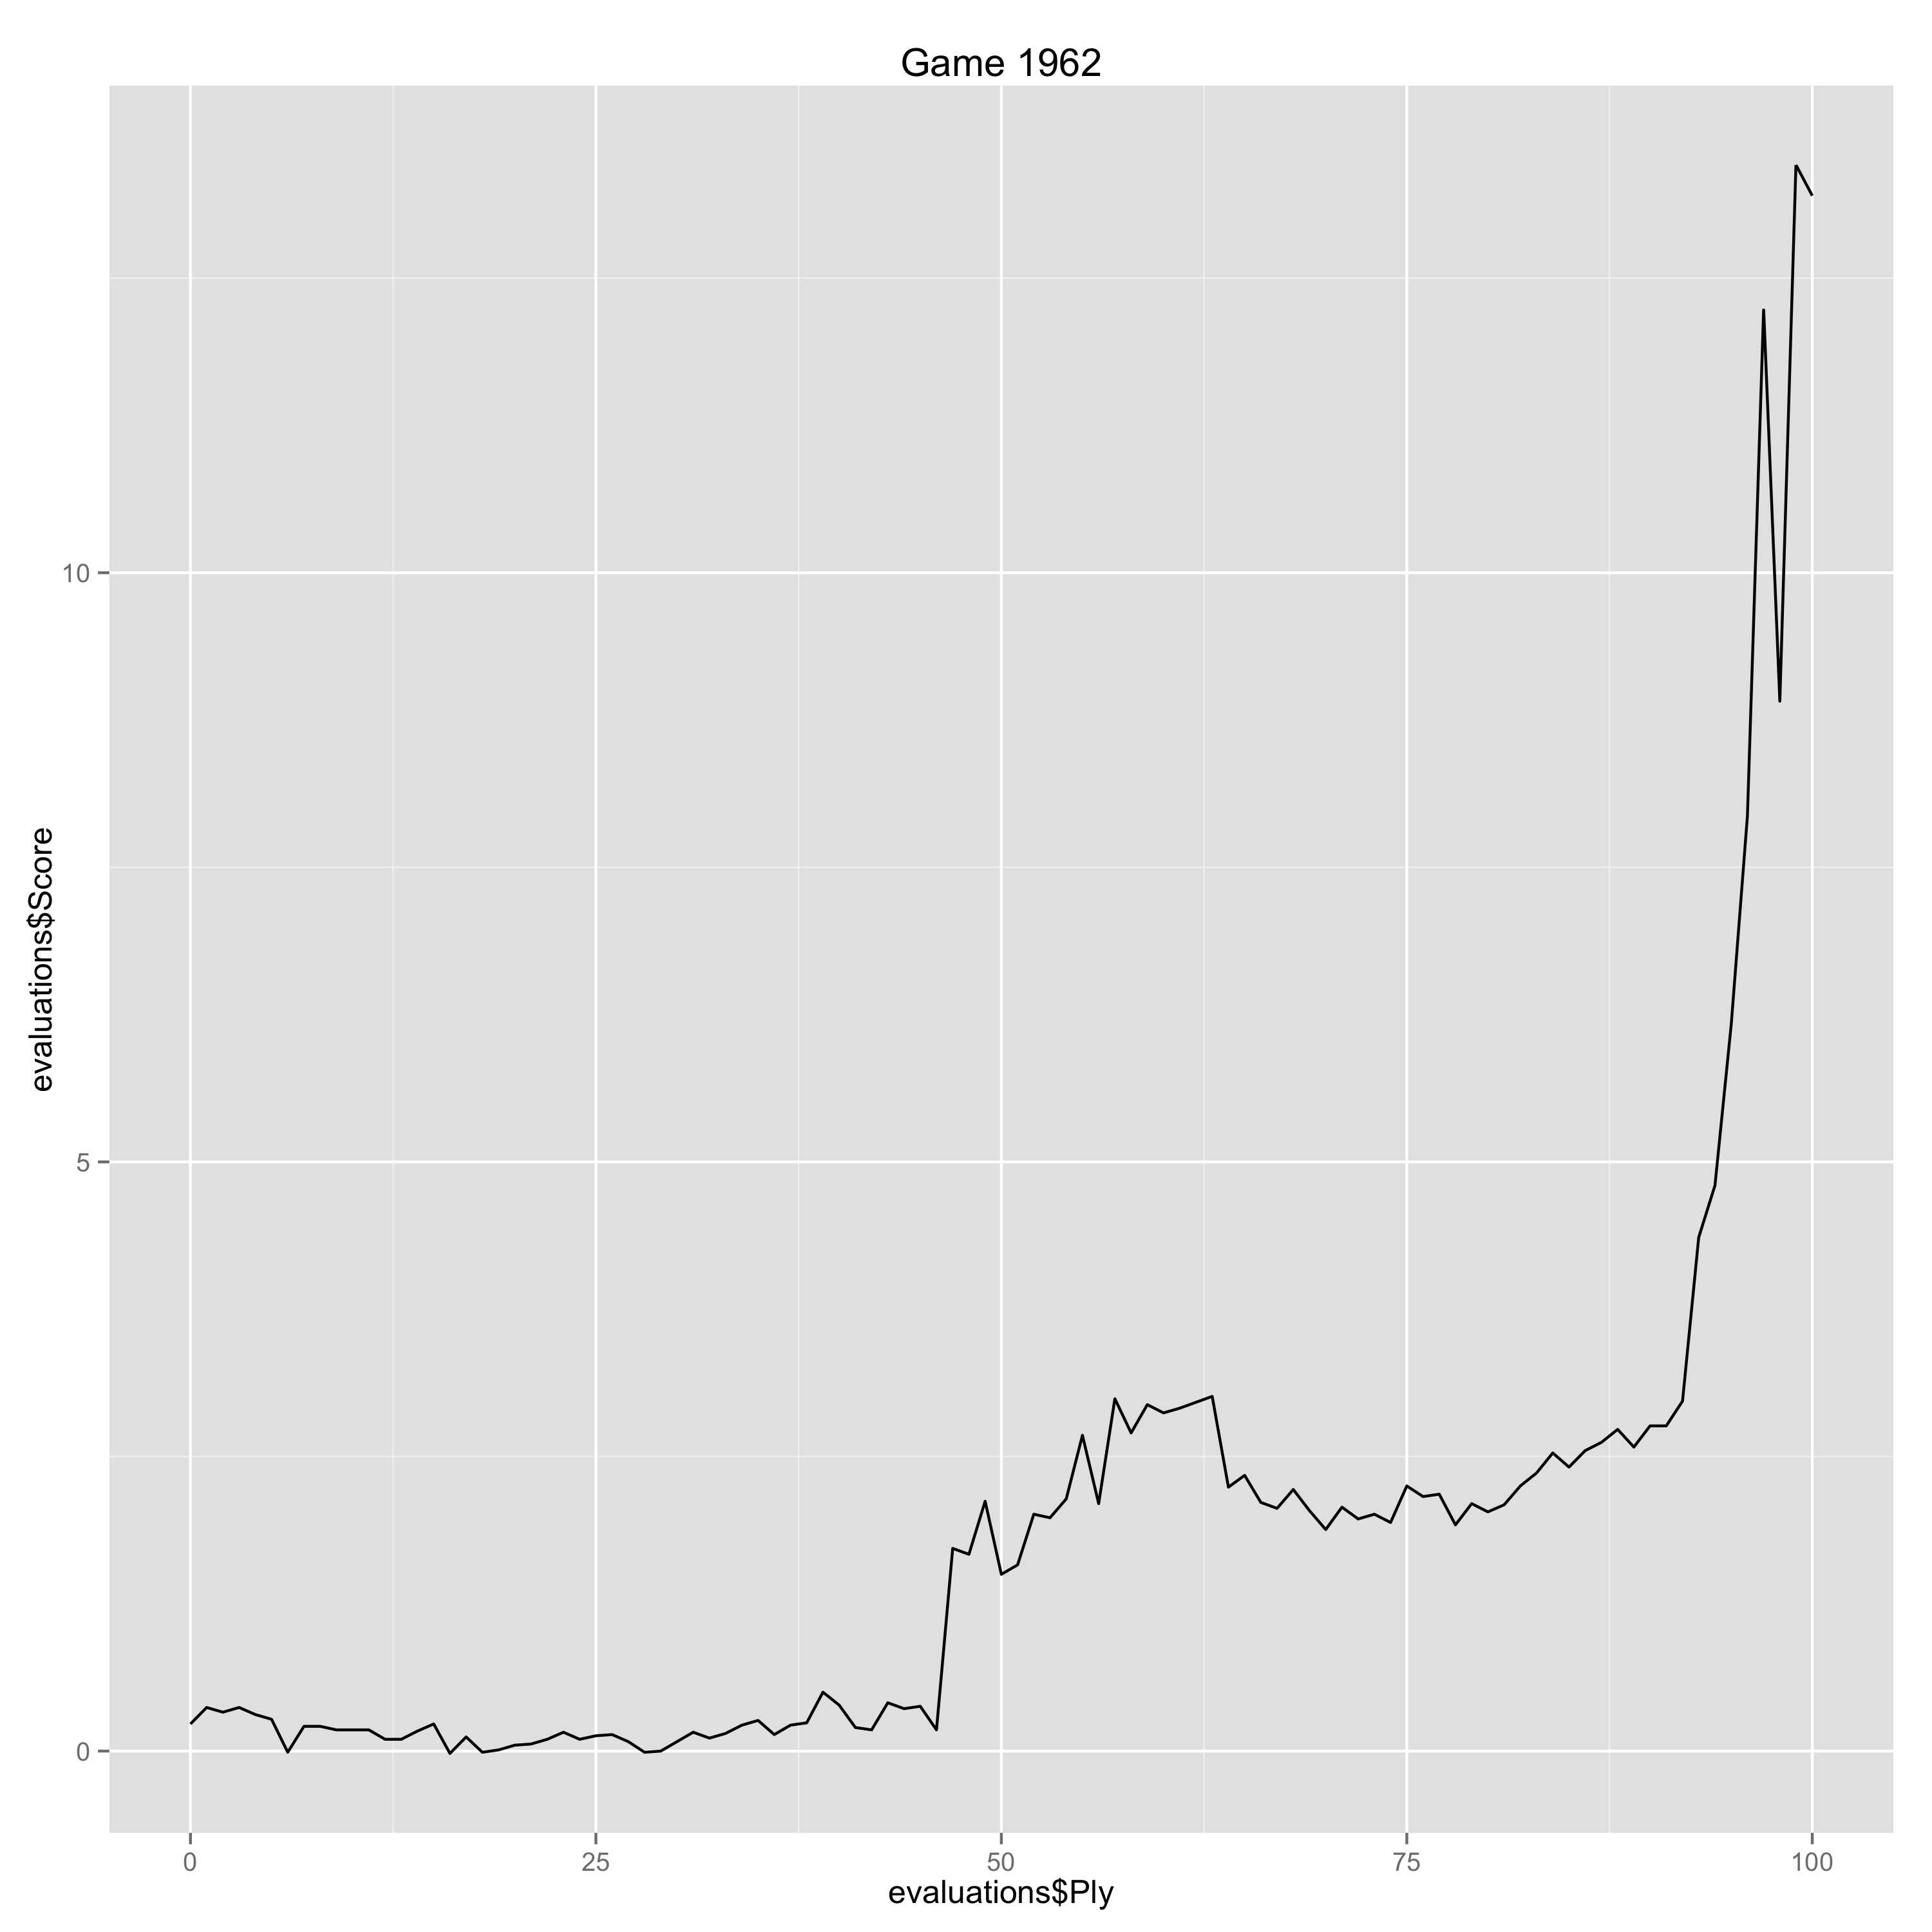 Game 1962
evaluations$Score
10
5
0
0 25 50 75 100
evaluations$Ply